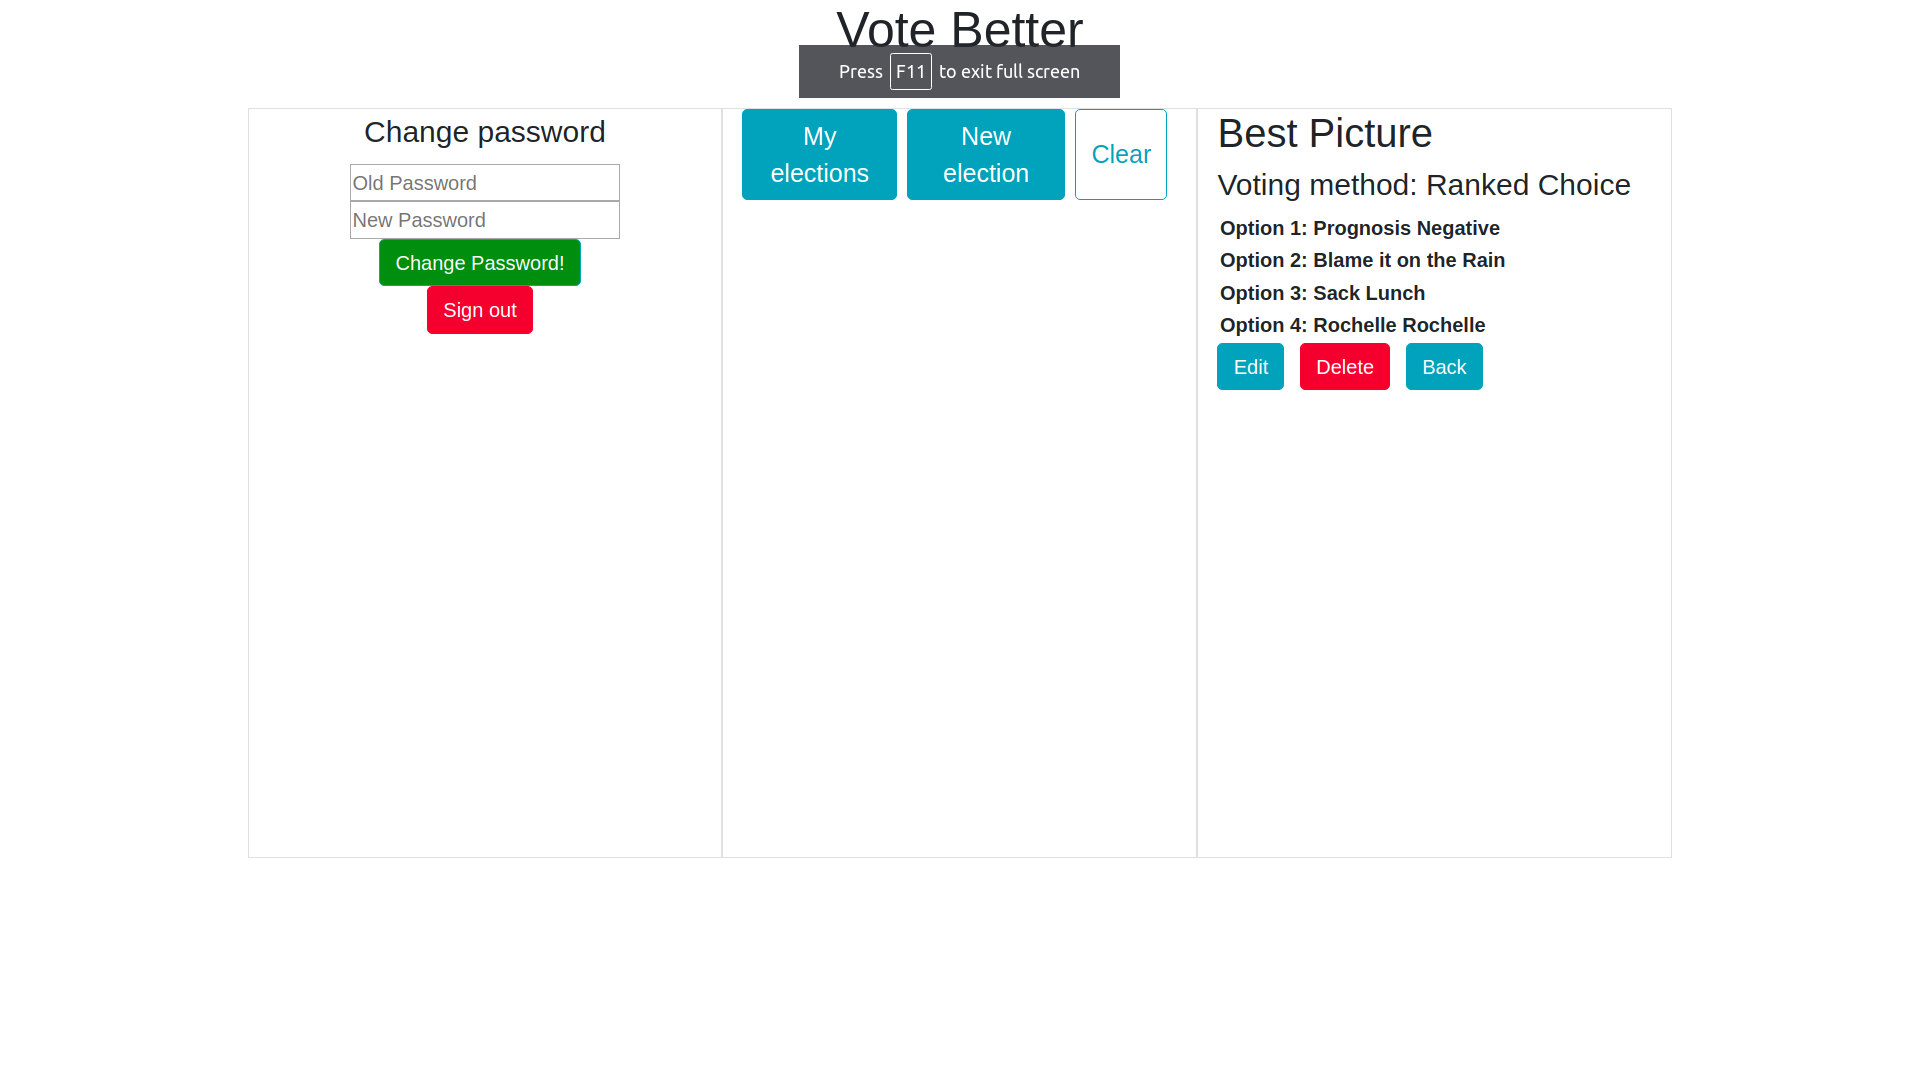 Vote Better
Press F11 to exit full screen
Change password
Old Password
New Password
Change Password!
Sign out
My
elections
New
election
Clear
Best Picture
Voting method: Ranked Choice
Option 1: Prognosis Negative
Option 2: Blame it on the Rain
Option 3: Sack Lunch
Option 4: Rochelle Rochelle
Edit Delete Back